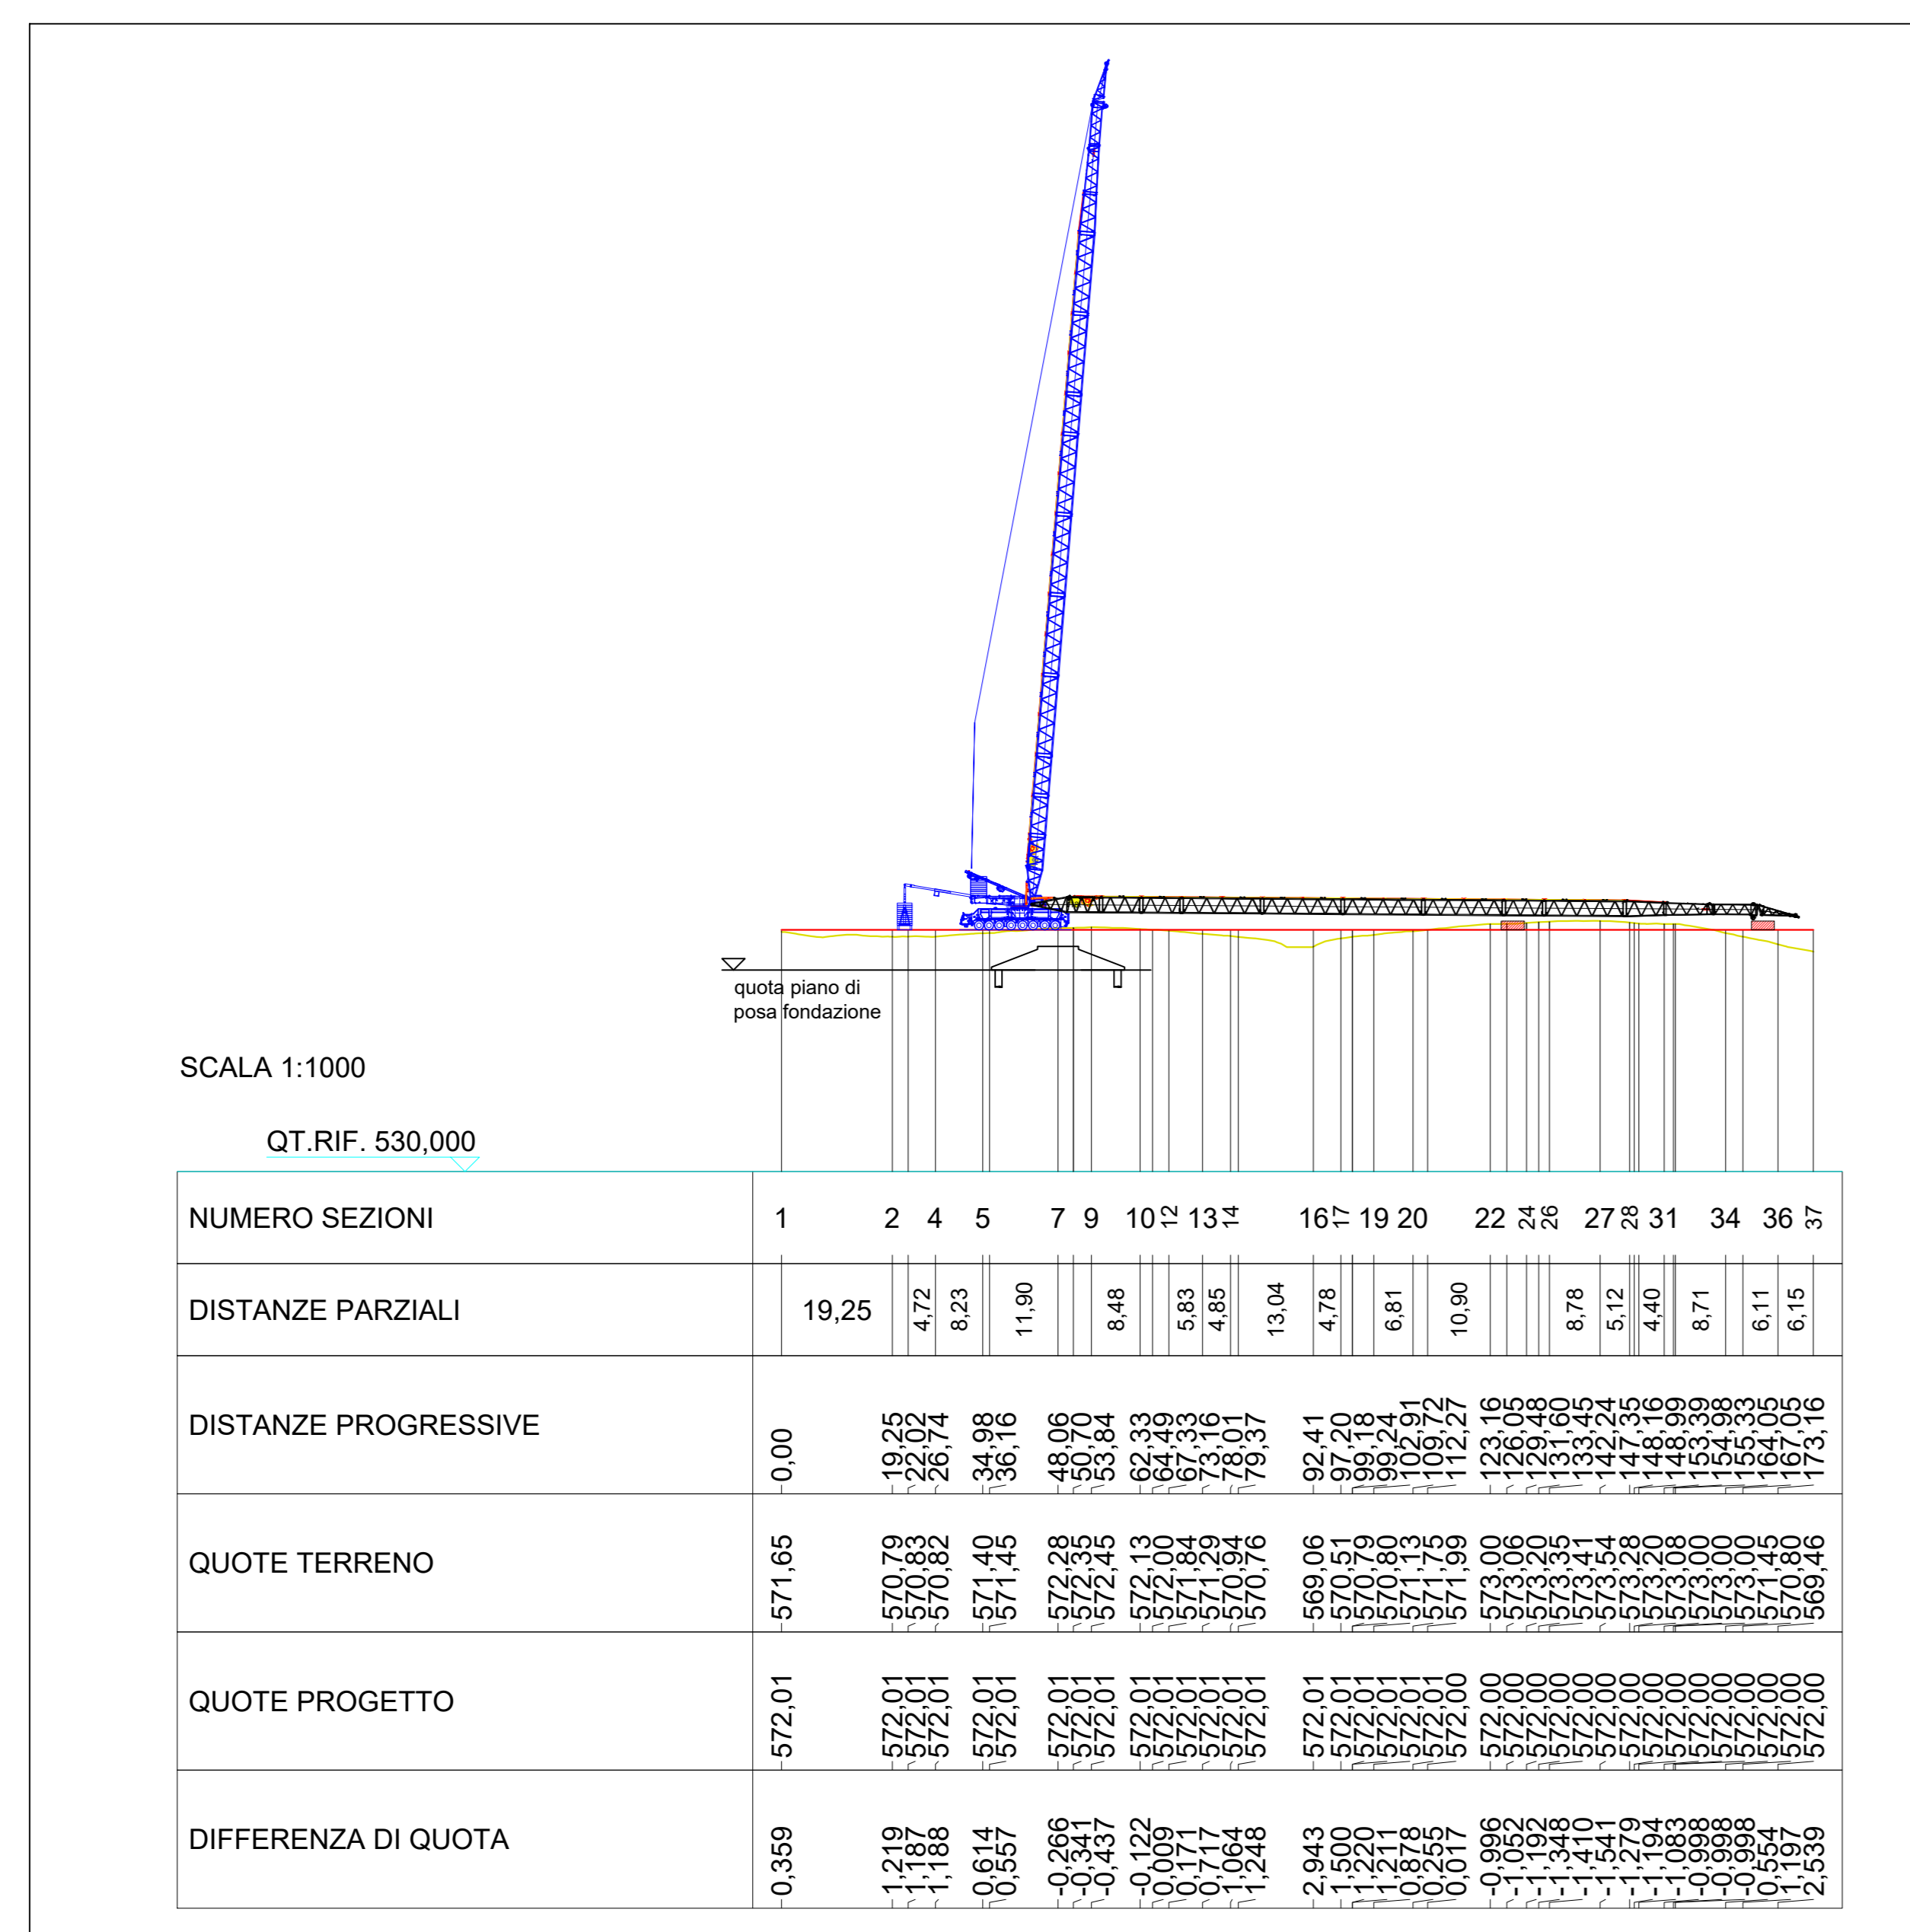 quota piano di
posa fondazione
SCALA 1:1000
QT.RIF. 530,000
NUMERO SEZIONI 1 2 4 5 7 9 10 12 13 14 16 17 19 20 22 24 26 27 28 31 34 36 37
DISTANZE PARZIALI 19,25 4,72 8,23 11,90 8,48 5,83 4,85 13,04 4,78 6,81 10,90 8,78 5,12 4,40 8,71 6,11 6,15
DISTANZE PROGRESSIVE 0,00 19,25 22,02 26,74 34,98 36,16 48,06 50,70 53,84 62,33 64,49 67,33 73,16 78,01 79,37 92,41 97,20 99,18 99,24 102,91 109,72 112,27 123,16 126,05 129,48 131,60 133,45 142,24 147,35 148,16 148,99 153,39 154,98 155,33 164,05 167,05 173,16
QUOTE TERRENO 571,65 570,79 570,83 570,82 571,40 571,45 572,28 572,35 572,45 572,13 572,00 571,84 571,29 570,94 570,76 569,06 570,51 570,79 570,80 571,13 571,75 571,99 573,00 573,06 573,20 573,35 573,41 573,54 573,28 573,20 573,08 573,00 573,00 573,00 571,45 570,80 569,46
QUOTE PROGETTO 572,01 572,01 572,01 572,01 572,01 572,01 572,01 572,01 572,01 572,01 572,01 572,01 572,01 572,01 572,01 572,01 572,01 572,01 572,01 572,01 572,01 572,00 572,00 572,00 572,00 572,00 572,00 572,00 572,00 572,00 572,00 572,00 572,00 572,00 572,00 572,00 572,00
DIFFERENZA DI QUOTA 0,359 1,219 1,187 1,188 0,614 0,557 -0,266 -0,341 -0,437 -0,122 0,009 0,171 0,717 1,064 1,248 2,943 1,500 1,220 1,211 0,878 0,255 0,017 -0,996 -1,052 -1,192 -1,348 -1,410 -1,541 -1,279 -1,194 -1,083 -0,998 -0,998 -0,998 0,554 1,197 2,539